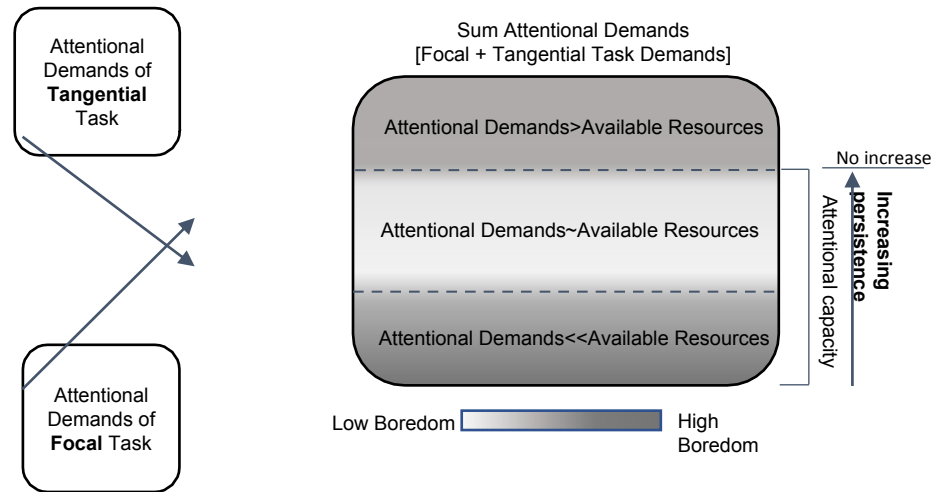 Attentional
Demands of
Tangential
Task
Attentional
Demands of
Focal Task
Sum Attentional Demands
[Focal + Tangential Task Demands]
Attentional Demands>Available Resources
Attentional Demands~Available Resources
Attentional Demands<<Available Resources
Low Boredom
High
Boredom
No increase
Increasing
persistence
Attentional capacity